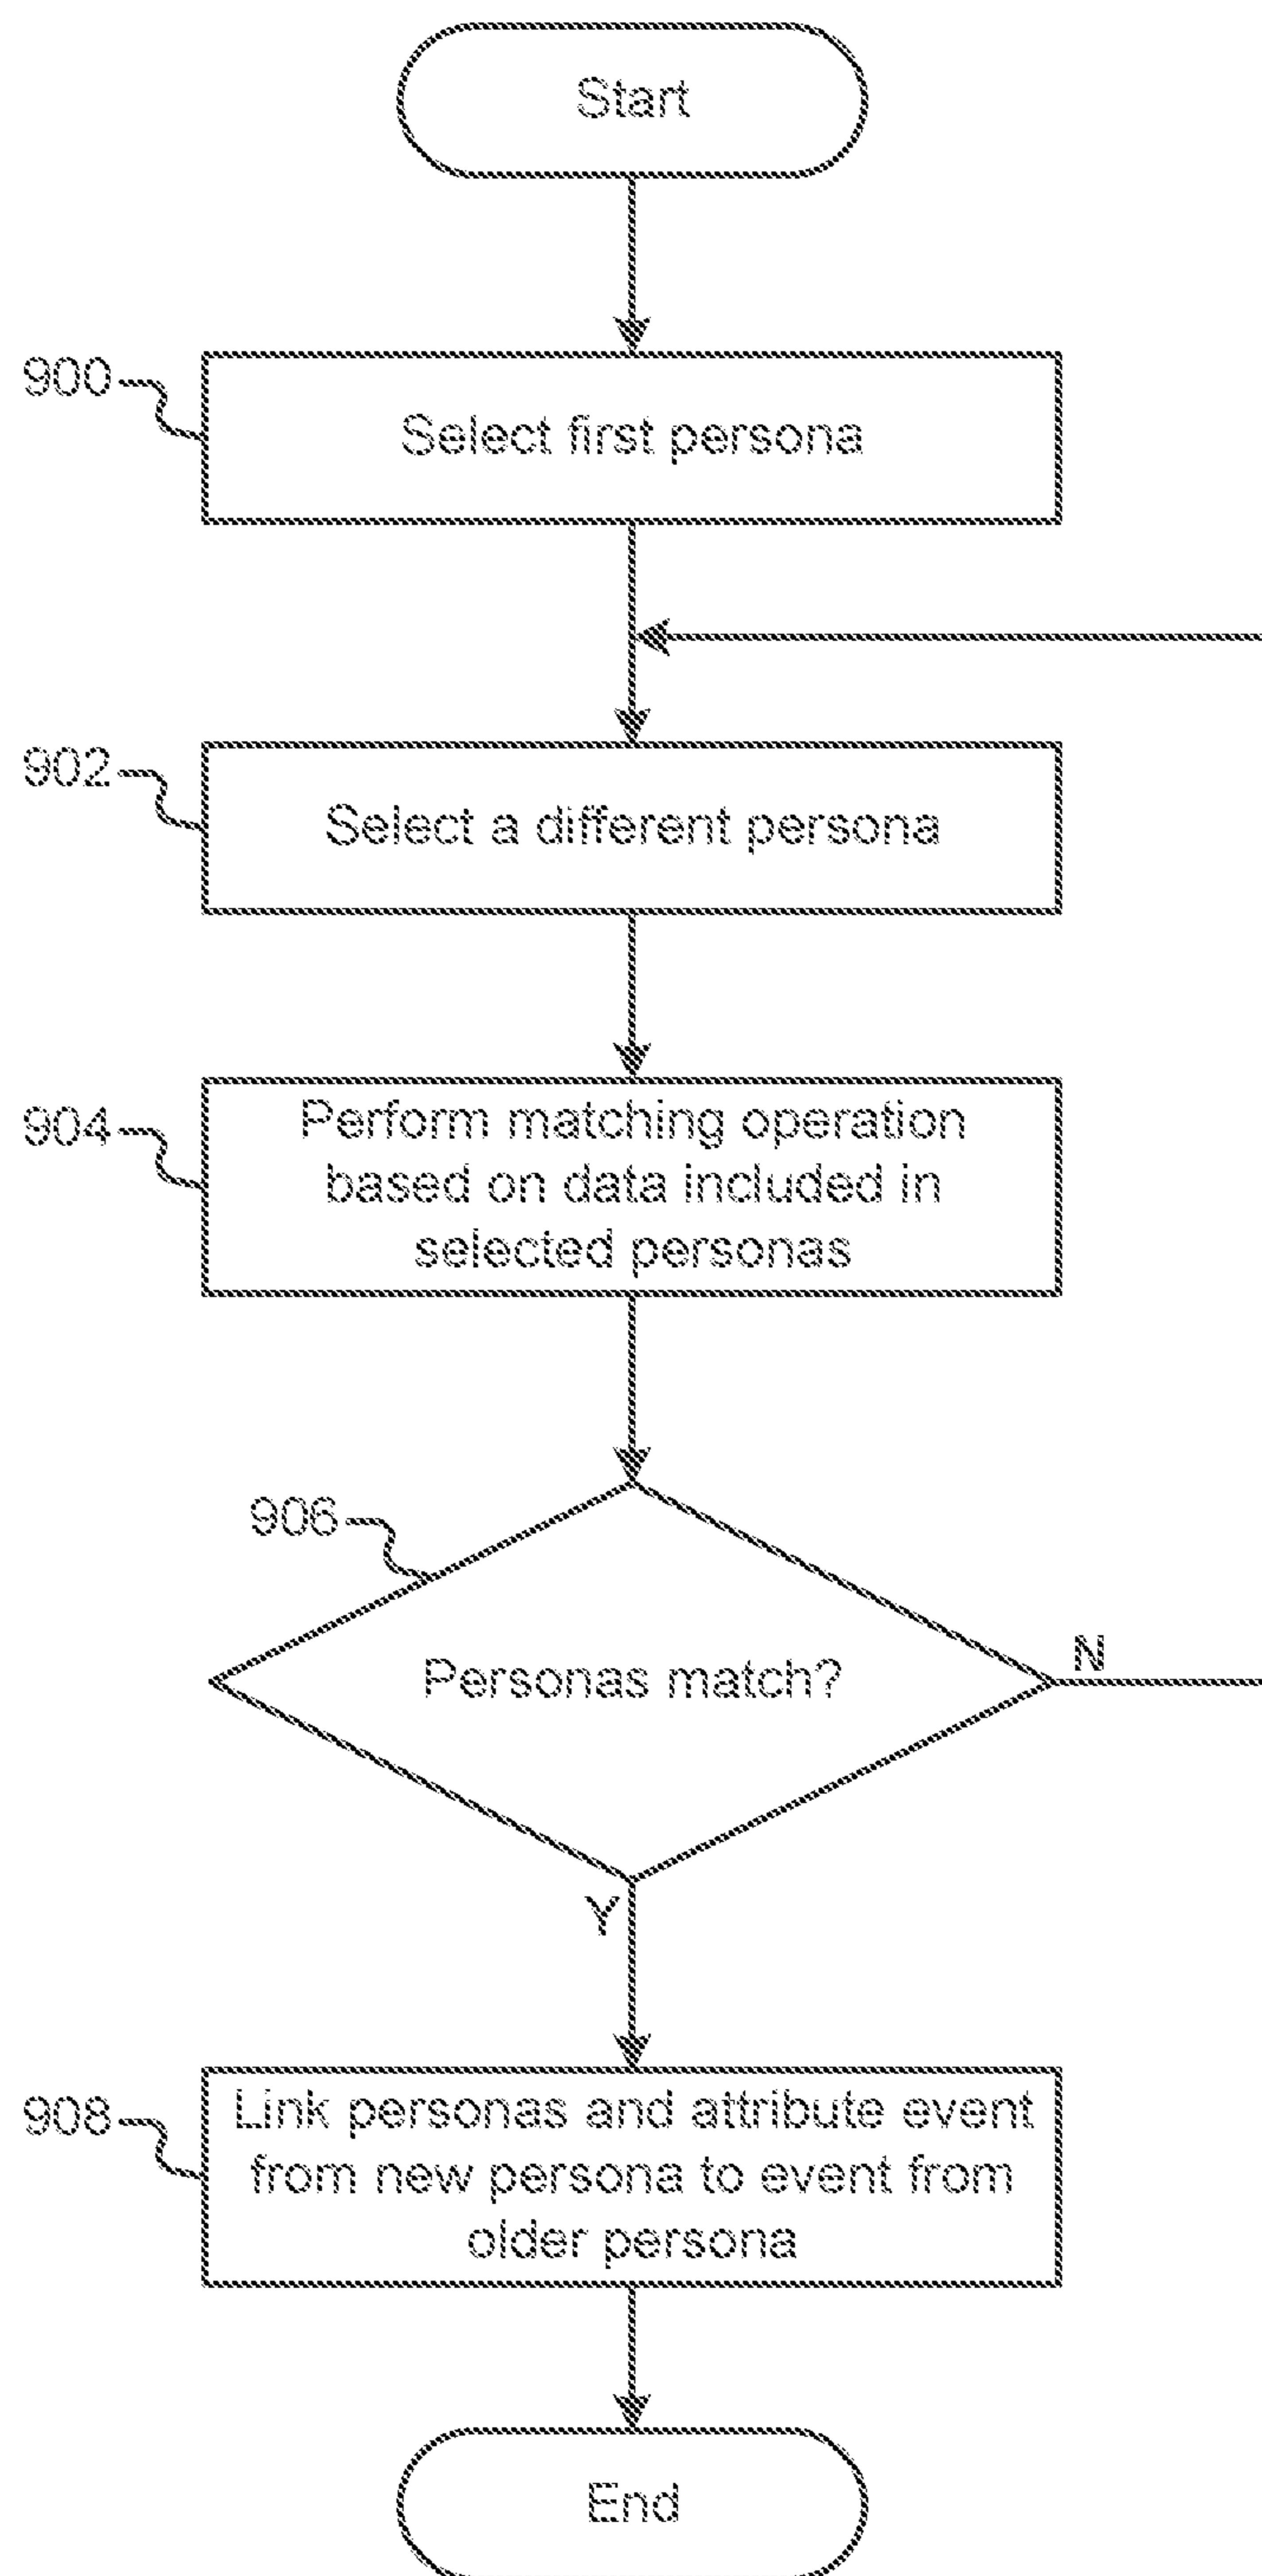 Start
900
Select first persona
902
Select a different persona
904
Perform matching operation
based on data included in
selected personas
906
Personas match?
N
Y
908
Link personas and attribute event
from new persona to event from
older persona
End